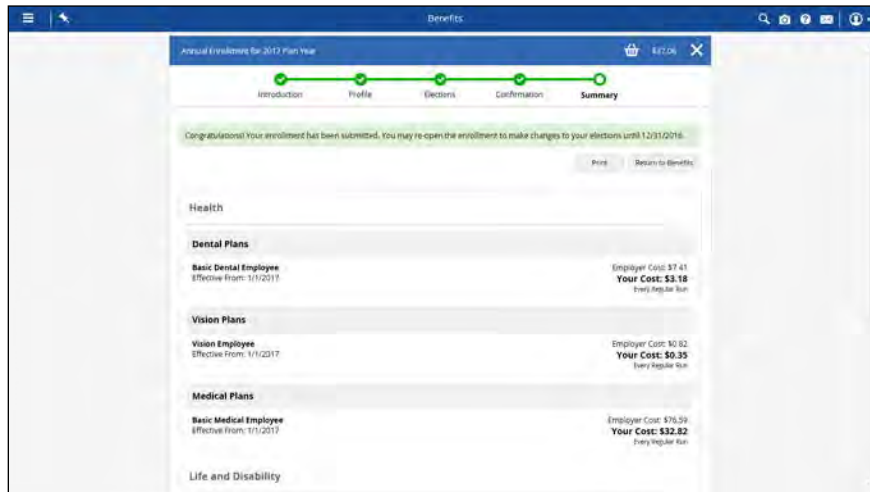 Benefits
Annual Enrollment for 2017 Plan Year
Introduction Profile Elections Confirmation Summary
Congratulations! Your enrollment has been submitted. You may re-open the enrollment to make changes to your elections until 12/31/2016.
Print Return to Benefits
Health
Dental Plans
Basic Dental Employee Employer Cost: $7.41
Effective From: 1/1/2017 Your Cost: $3.18
Every Regular Run
Vision Plans
Vision Employee Employer Cost: $0.82
Effective From: 1/1/2017 Your Cost: $0.35
Every Regular Run
Medical Plans
Basic Medical Employee Employer Cost: $76.59
Effective From: 1/1/2017 Your Cost: $32.82
Every Regular Run
Life and Disability